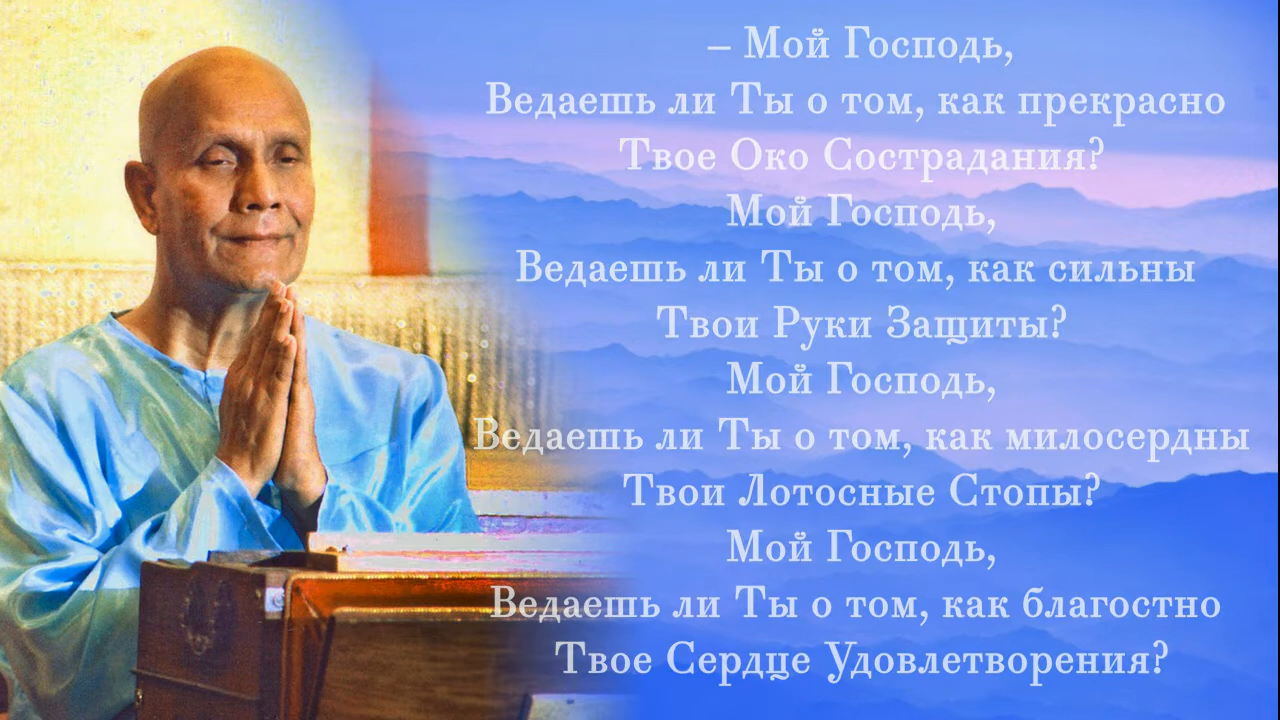 – Мой Господь,
Ведаешь ли Ты о том, как прекрасно
Твое Око Сострадания?
Мой Господь,
Ведаешь ли Ты о том, как сильны
Твои Руки Защиты?
Мой Господь,
Ведаешь ли Ты о том, как милосердны
Твои Лотосные Стопы?
Мой Господь,
Ведаешь ли Ты о том, как благостно
Твое Сердце Удовлетворения?